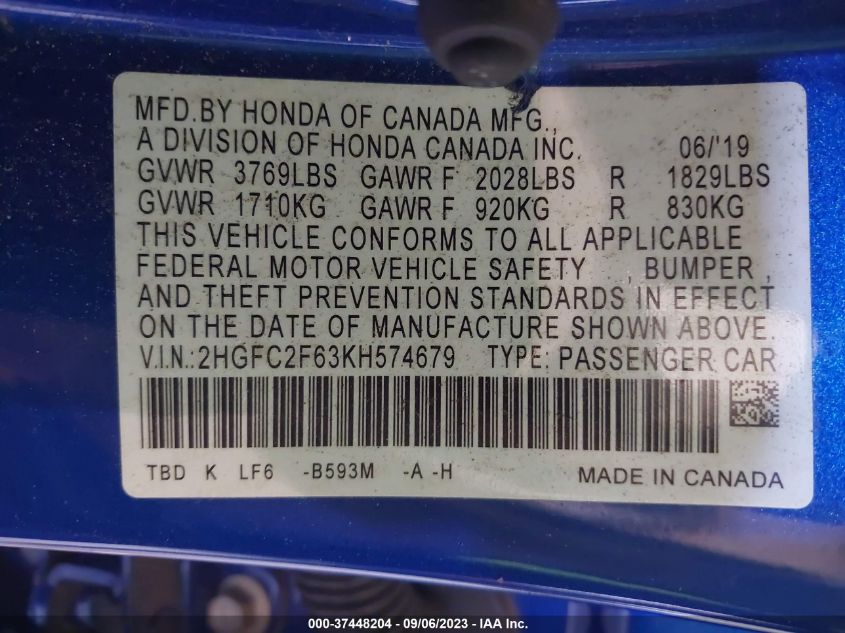 MFD.BY HONDA OF CANADA MFG.,
A DIVISION OF HONDA CANADA INC. 06/'19
GVWR 3769LBS GAWR F 2028LBS R 1829LBS
GVWR 1710KG GAWR F 920KG R 830KG
THIS VEHICLE CONFORMS TO ALL APPLICABLE
FEDERAL MOTOR VEHICLE SAFETY , BUMPER ,
AND THEFT PREVENTION STANDARDS IN EFFECT
ON THE DATE OF MANUFACTURE SHOWN ABOVE.
V.I.N.:2HGFC2F63KH574679 TYPE: PASSENGER CAR
TBD K LF6 -B593M -A -H MADE IN CANADA
000-37448204 - 09/06/2023 - IAA Inc.